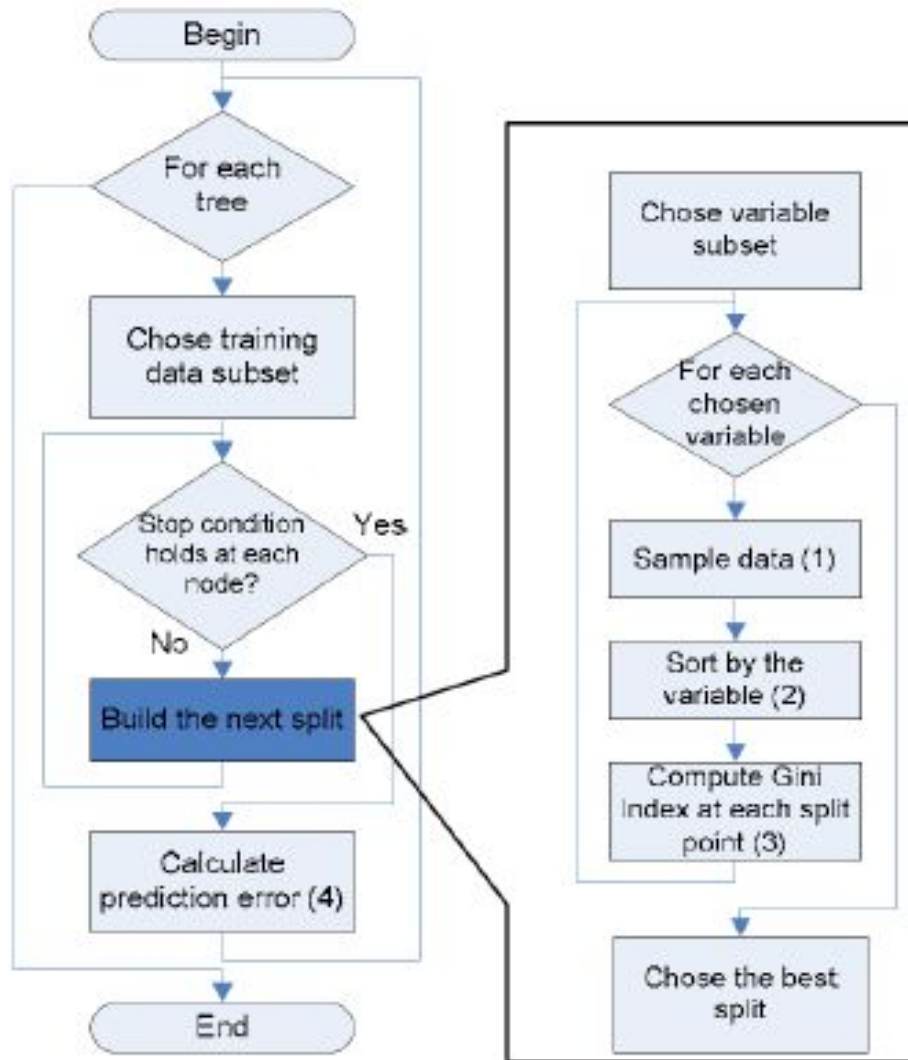 Begin
For each
tree
Chose training
data subset
Stop condition
holds at each
node?
Yes
No
Build the next split
Calculate
prediction error (4)
End
Chose variable
subset
For each
chosen
variable
Sample data (1)
Sort by the
variable (2)
Compute Gini
Index at each split
point (3)
Chose the best
split